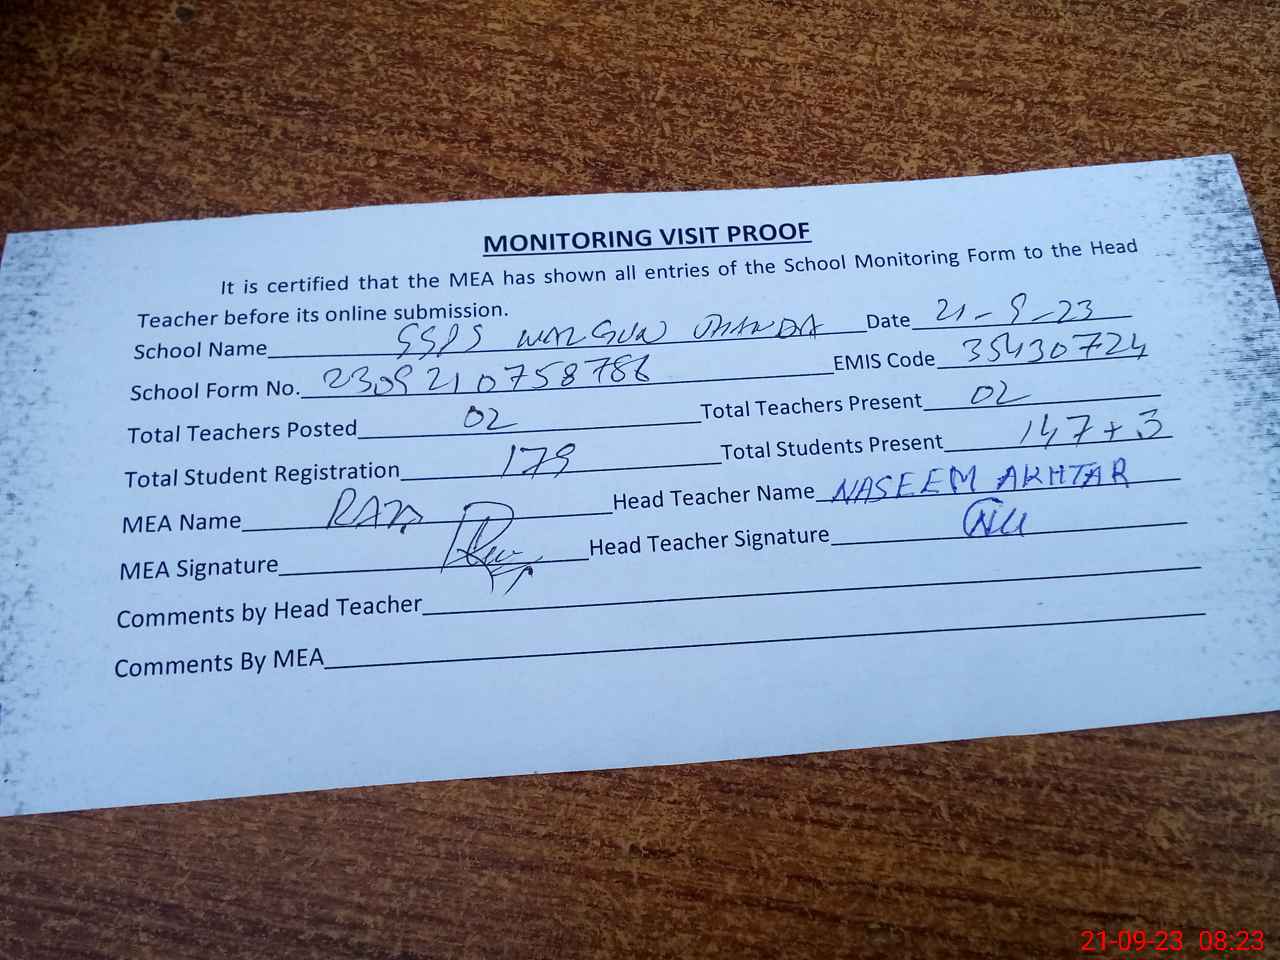 MONITORING VISIT PROOF
It is certified that the MEA has shown all entries of the School Monitoring Form to the Head
Teacher before its online submission.
School Name Date 21-9-23
School Form No. 2309210758786 EMIS Code 35430724
Total Teachers Posted 02 Total Teachers Present 02
Total Student Registration 179 Total Students Present 147+3
MEA Name Head Teacher Name NASEEM AKHTAR
MEA Signature Head Teacher Signature
Comments by Head Teacher
Comments By MEA
21-09-23 08:23